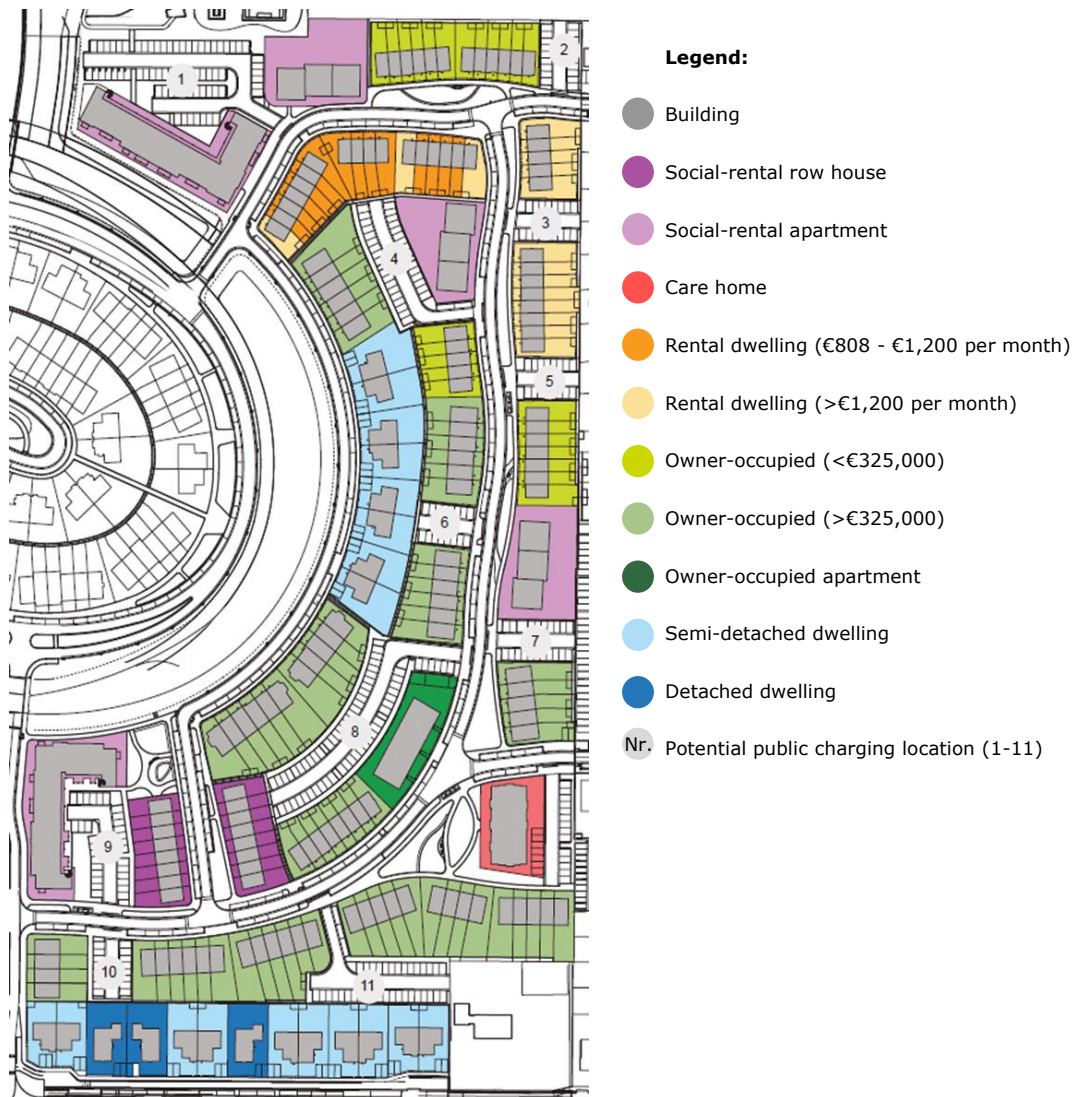 1
2
3
4
5
6
7
8
9
10
11
Legend:
Building
Social-rental row house
Social-rental apartment
Care home
Rental dwelling (€808 - €1,200 per month)
Rental dwelling (>€1,200 per month)
Owner-occupied (<€325,000)
Owner-occupied (>€325,000)
Owner-occupied apartment
Semi-detached dwelling
Detached dwelling
Nr. Potential public charging location (1-11)